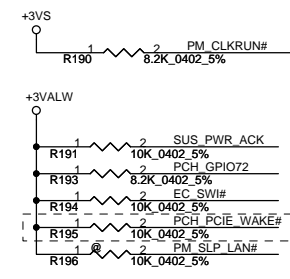 +3VS
1 2 PM_CLKRUN#
R190 8.2K_0402_5%
+3VALW
1 2 SUS_PWR_ACK
R191 10K_0402_5%
1 2 PCH_GPIO72
R193 8.2K_0402_5%
1 2 EC_SWI#
R194 10K_0402_5%
1 2 PCH_PCIE_WAKE#
R195 10K_0402_5%
1 @ 2 PM_SLP_LAN#
R196 10K_0402_5%